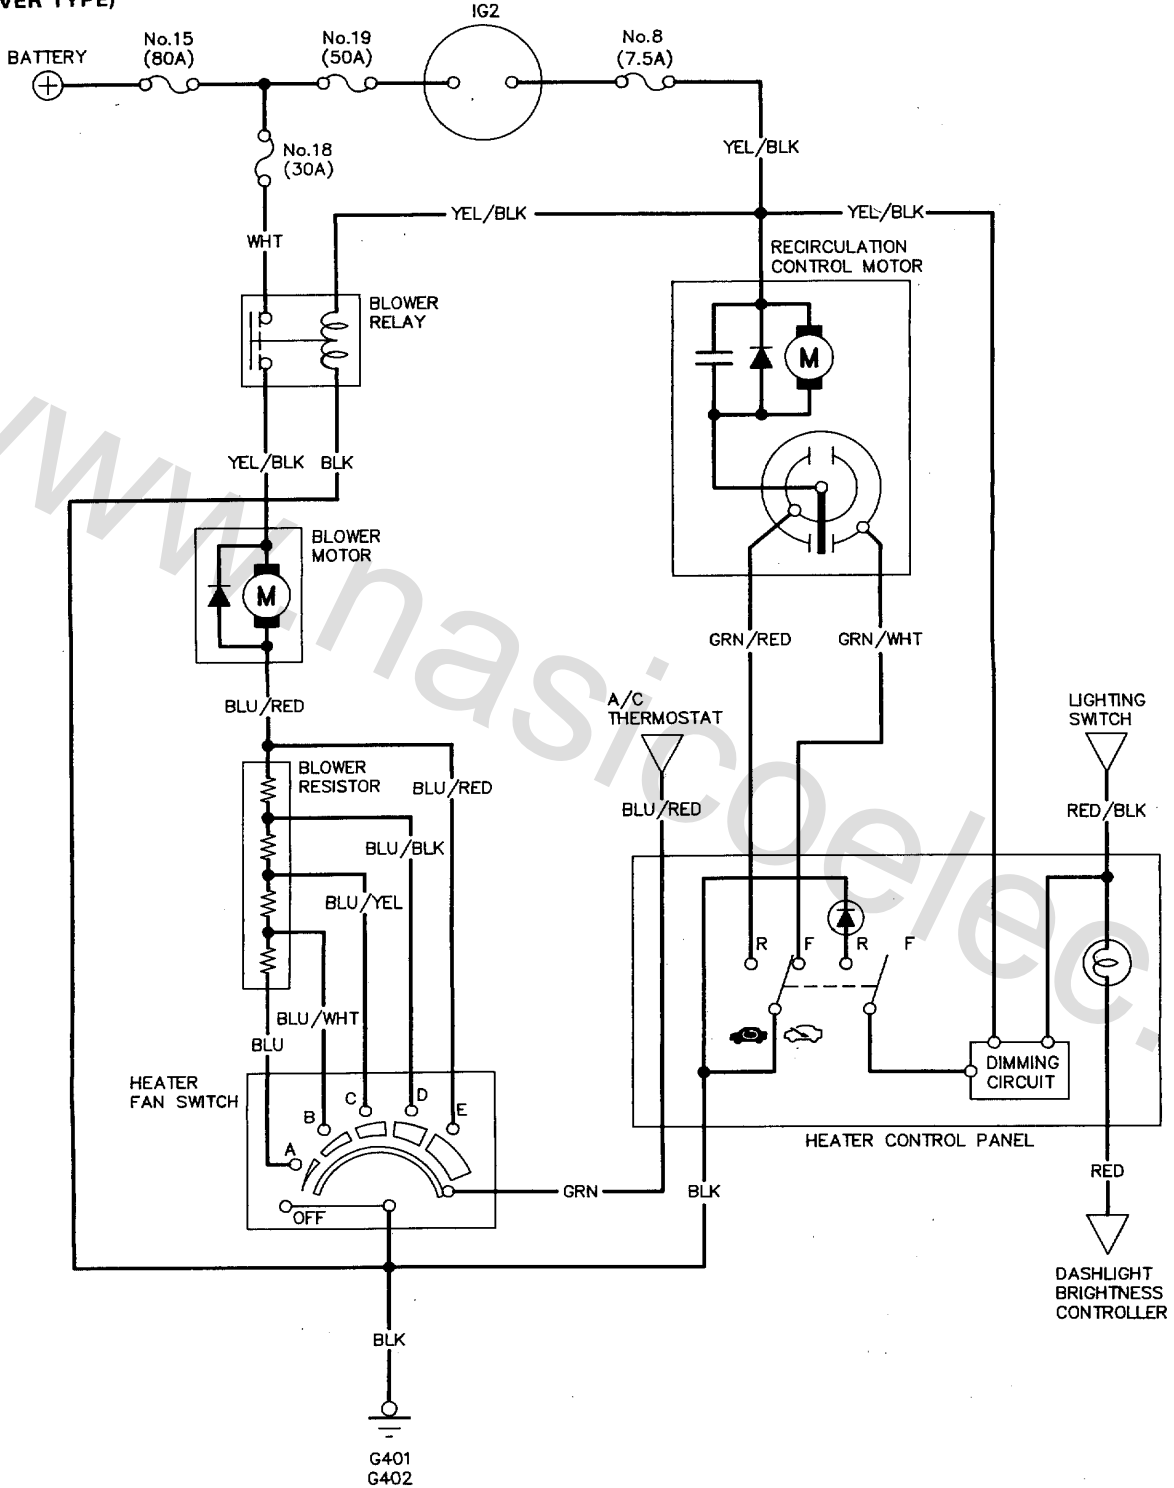 VER TYPE)
BATTERY
No.15
(80A)
No.19
(50A)
IG2
No.8
(7.5A)
No.18
(30A)
YEL/BLK
YEL/BLK
YEL/BLK
WHT
RECIRCULATION
CONTROL MOTOR
BLOWER
RELAY
M
YEL/BLK
BLK
BLOWER
MOTOR
M
GRN/RED
GRN/WHT
BLU/RED
A/C
THERMOSTAT
LIGHTING
SWITCH
BLOWER
RESISTOR
BLU/RED
BLU/RED
RED/BLK
BLU/BLK
BLU/YEL
R
F
R
F
BLU/WHT
BLU
DIMMING
CIRCUIT
HEATER
FAN SWITCH
A
B
C
D
E
OFF
HEATER CONTROL PANEL
GRN
BLK
RED
DASHLIGHT
BRIGHTNESS
CONTROLLER
BLK
G401
G402
www.nasicoelec.